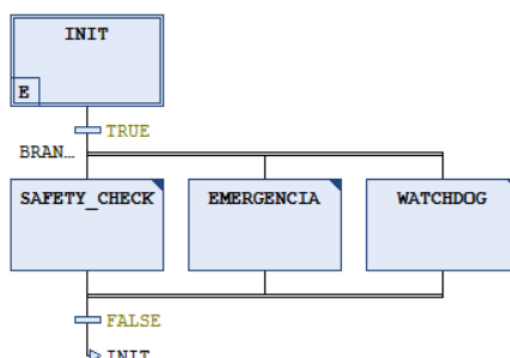 INIT
E
TRUE
BRAN...
SAFETY_CHECK
EMERGENCIA
WATCHDOG
FALSE
INIT